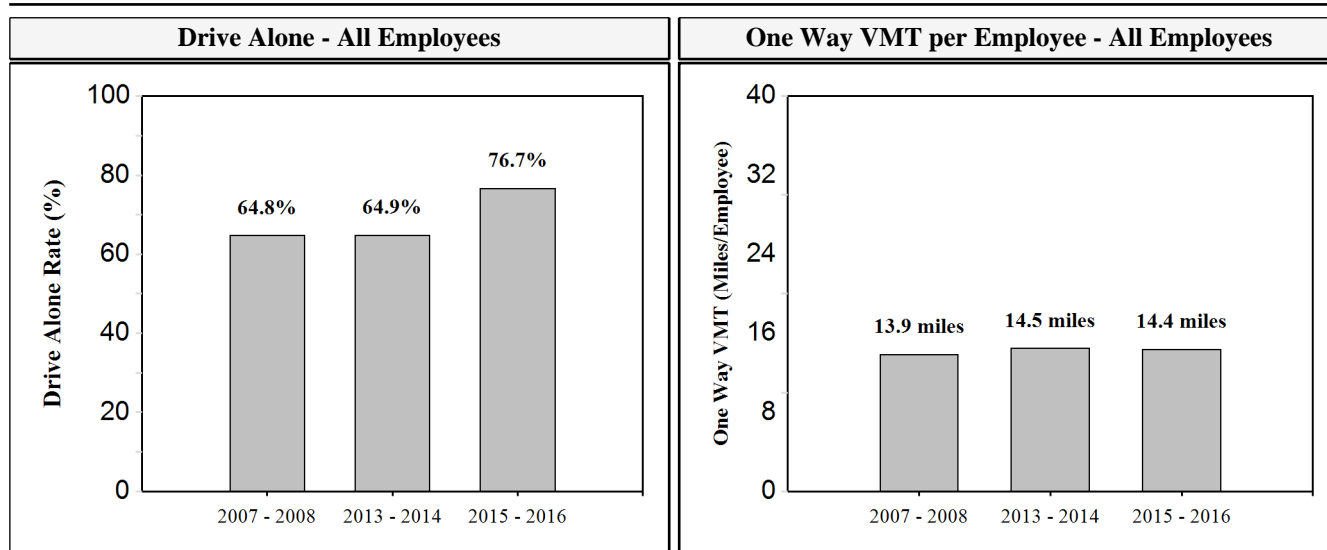 Drive Alone - All Employees
100
80
60
40
20
0
Drive Alone Rate (%)
64.8%
64.9%
76.7%
2007 - 2008
2013 - 2014
2015 - 2016
One Way VMT per Employee - All Employees
40
32
24
16
8
0
One Way VMT (Miles/Employee)
13.9 miles
14.5 miles
14.4 miles
2007 - 2008
2013 - 2014
2015 - 2016